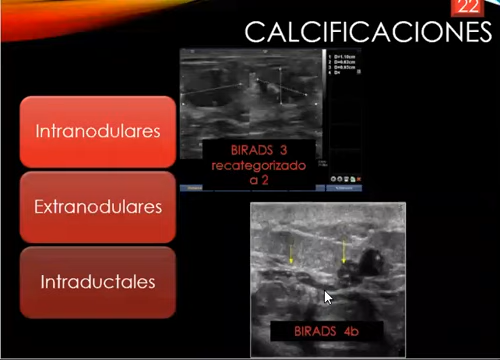 22
CALCIFICACIONES
Intranodulares
Extranodulares
Intraductales
BIRADS 3
recategorizado
a 2
BIRADS 4b